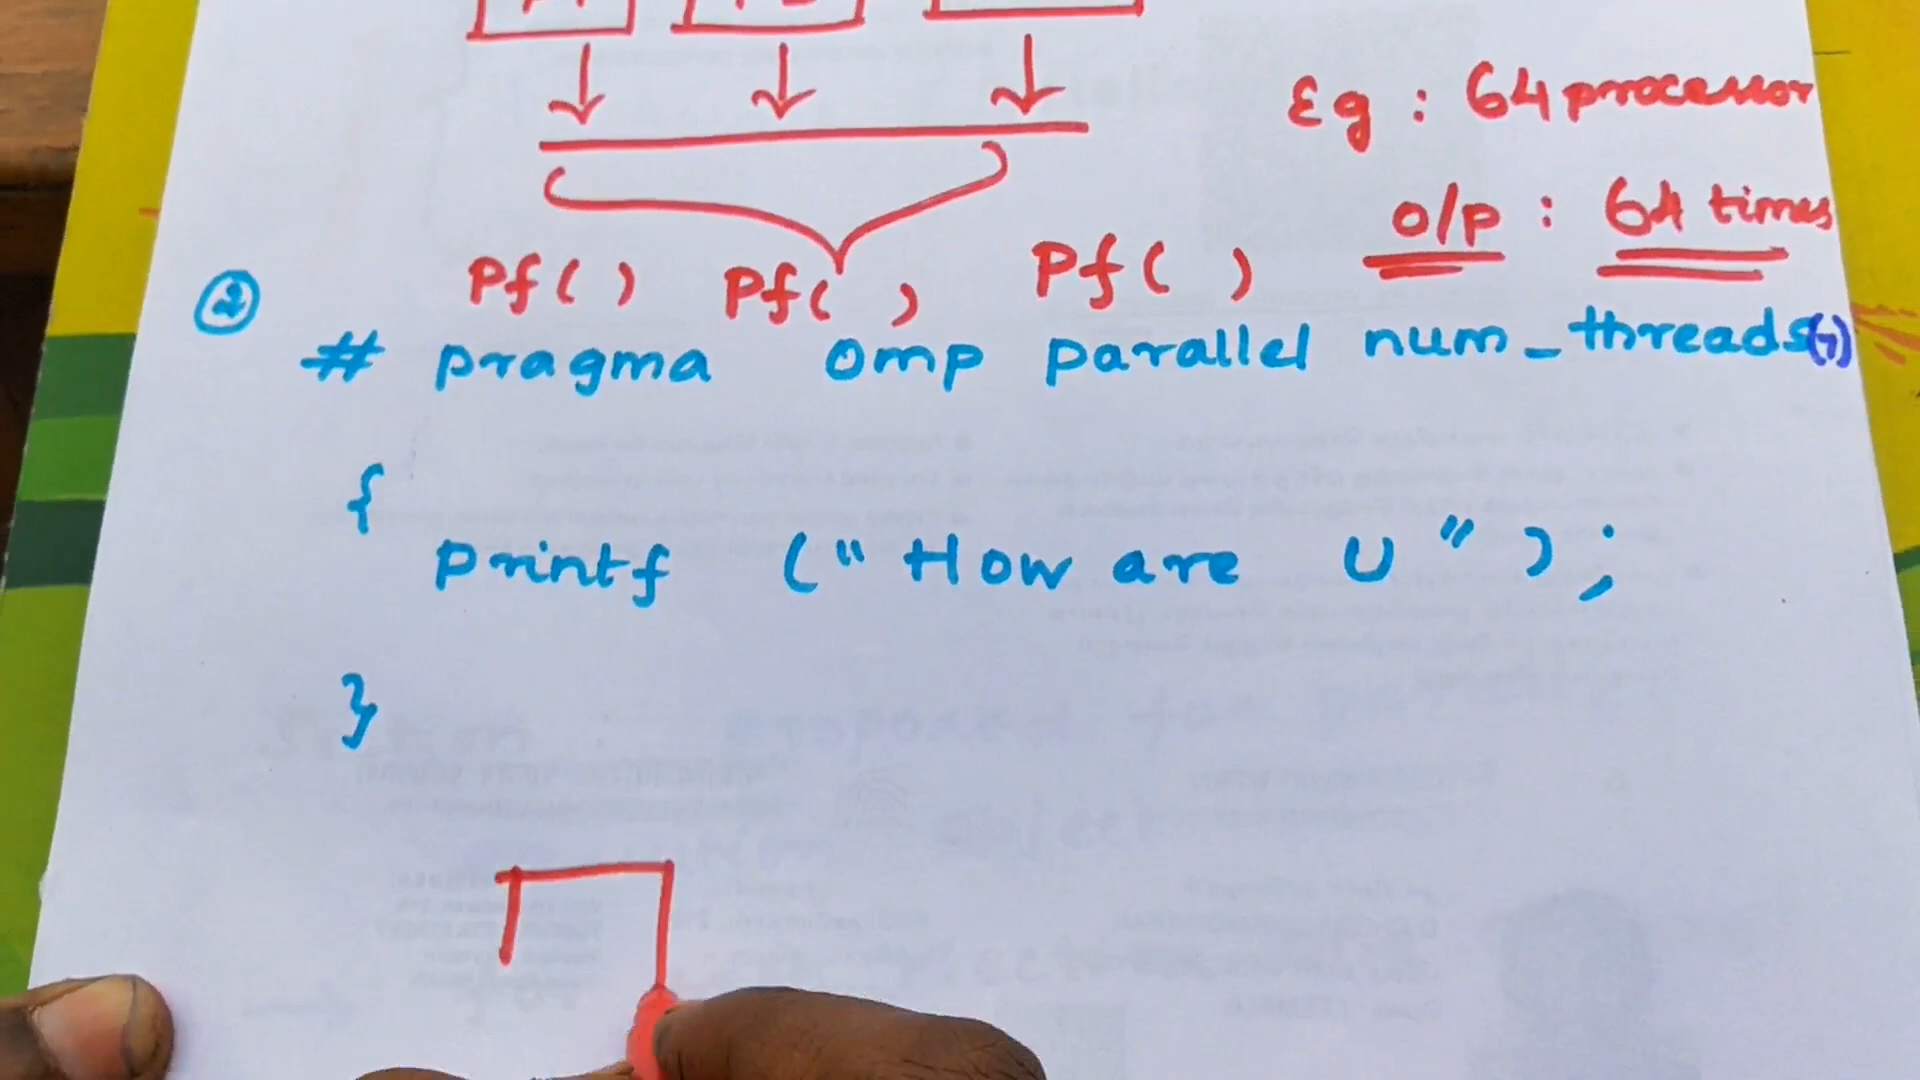 Eg : 64 processor
o/p : 64 times
Pf( ) Pf( ) Pf( )
②
# pragma omp parallel num_threads(7)
{
printf (" How are U " ) ;
}